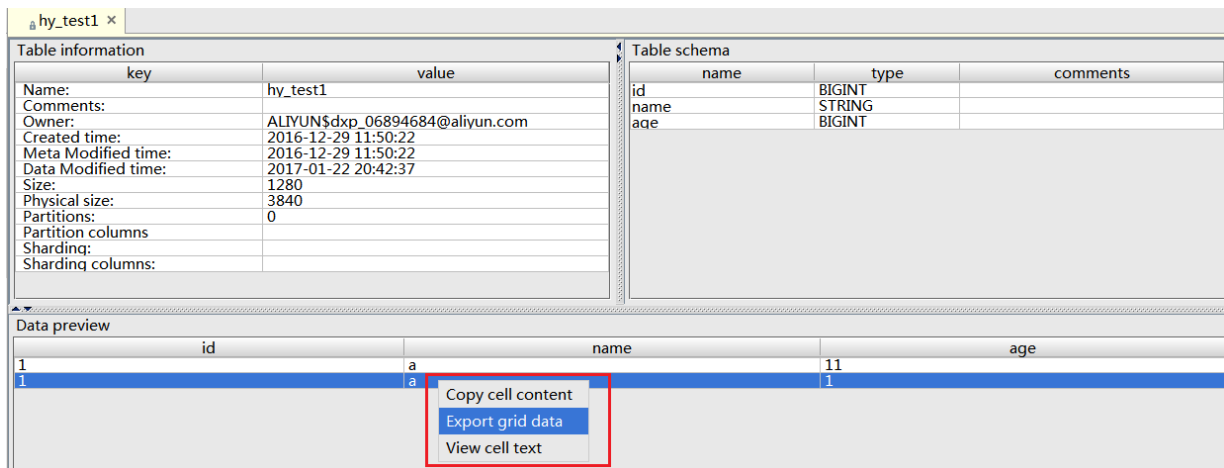 hy_test1 ×
Table information
key value
Name: hy_test1
Comments:
Owner: ALIYUN$dxp_06894684@aliyun.com
Created time: 2016-12-29 11:50:22
Meta Modified time: 2016-12-29 11:50:22
Data Modified time: 2017-01-22 20:42:37
Size: 1280
Physical size: 3840
Partitions: 0
Partition columns
Sharding:
Sharding columns:
Table schema
name type comments
id BIGINT
name STRING
age BIGINT
Data preview
id name age
1 a 11
1 a 1
Copy cell content
Export grid data
View cell text